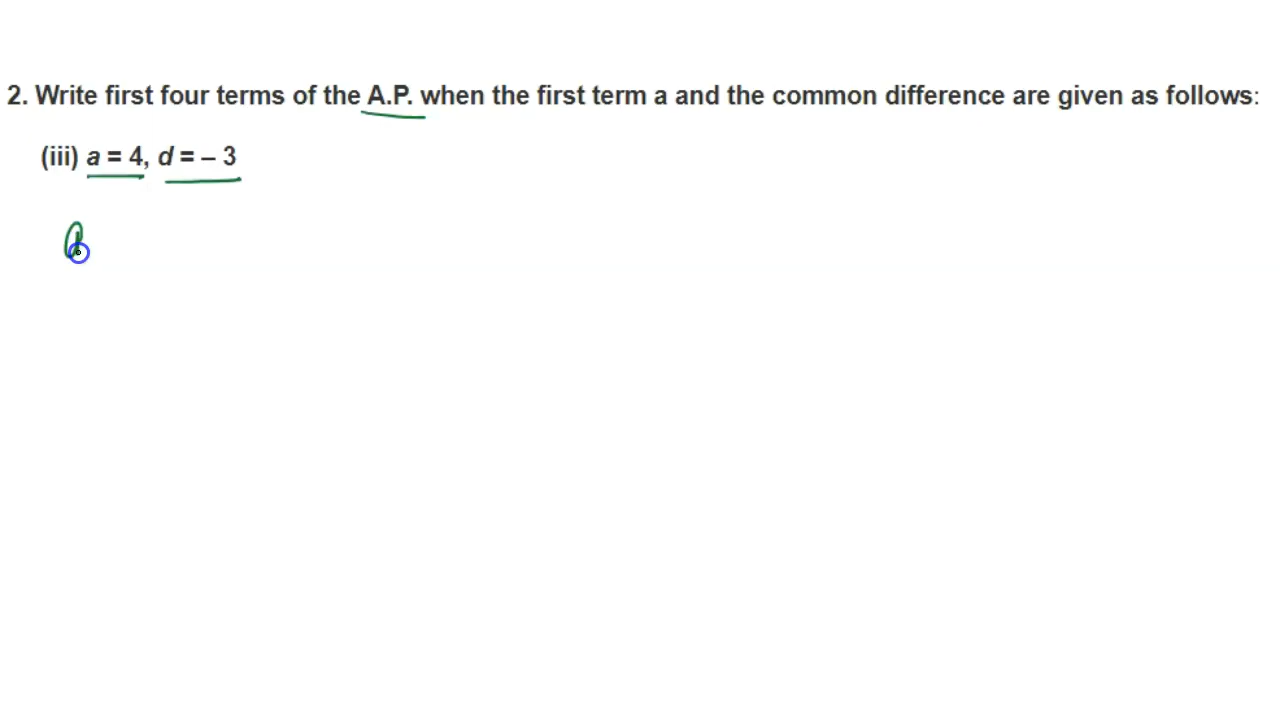 2. Write first four terms of the A.P. when the first term a and the common difference are given as follows:
(iii) a = 4, d = – 3